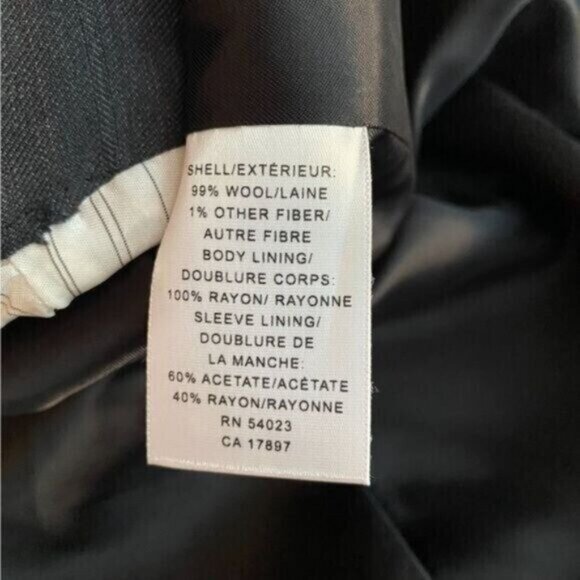 SHELL/EXTÉRIEUR:
99% WOOL/LAINE
1% OTHER FIBER/
AUTRE FIBRE
BODY LINING/
DOUBLURE CORPS:
100% RAYON/ RAYONNE
SLEEVE LINING/
DOUBLURE DE
LA MANCHE:
60% ACETATE/ACÉTATE
40% RAYON/RAYONNE
RN 54023
CA 17897